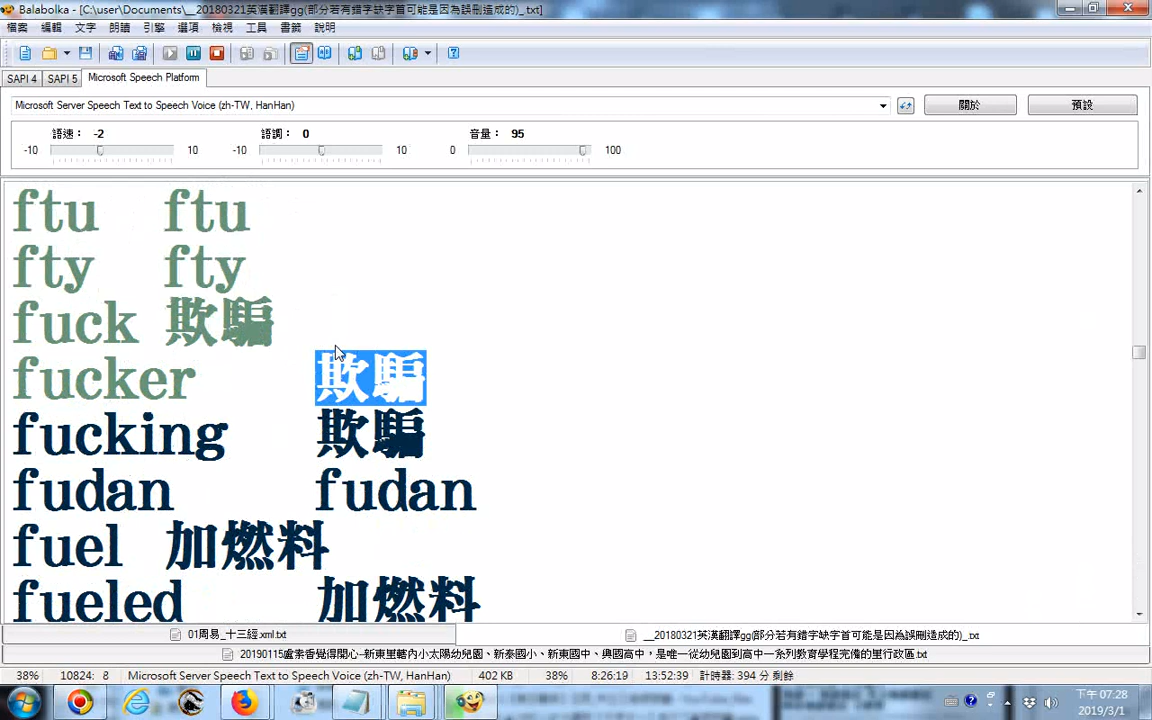 Balabolka - [C:\user\Documents\__20180321英漢翻譯gg(部分若有錯字缺字首可能是因為誤刪造成的)_.txt]
檔案 編輯 文字 朗讀 引擎 選項 檢視 工具 書籤 說明
SAPI 4 SAPI 5 Microsoft Speech Platform
Microsoft Server Speech Text to Speech Voice (zh-TW, HanHan) 關於 預設
語速： -2 語調： 0 音量： 95
-10 10 -10 10 0 100
ftu ftu
fty fty
fuck 欺騙
fucker 欺騙
fucking 欺騙
fudan fudan
fuel 加燃料
fueled 加燃料
01周易_十三經.xml.txt __20180321英漢翻譯gg(部分若有錯字缺字首可能是因為誤刪造成的)_.txt
20190115盧素香覺得開心-新東里轄內小太陽幼兒園、新泰國小、新東國中、興國高中，是唯一從幼兒園到高中一系列教育學程完備的里行政區.txt
38% 10824: 8 Microsoft Server Speech Text to Speech Voice (zh-TW, HanHan) 402 KB 38% 8:26:19 13:52:39 計時器: 394 分 剩餘
下午 07:28
2019/3/1